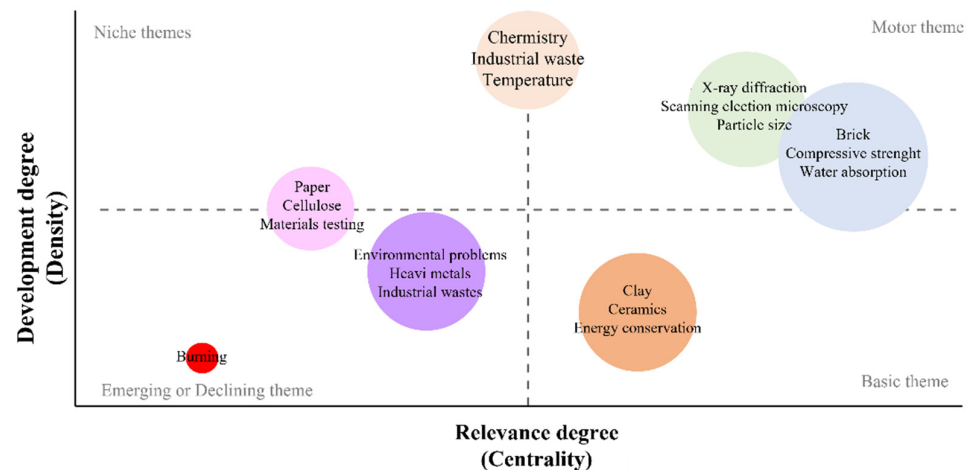 Niche themes
Motor theme
Chermistry
Industrial waste
Temperature
X-ray diffraction
Scanning election microscopy
Particle size
Brick
Compressive strenght
Water absorption
Paper
Cellulose
Materials testing
Environmental problems
Heavi metals
Industrial wastes
Clay
Ceramics
Energy conservation
Burning
Emerging or Declining theme
Basic theme
Development degree
(Density)
Relevance degree
(Centrality)